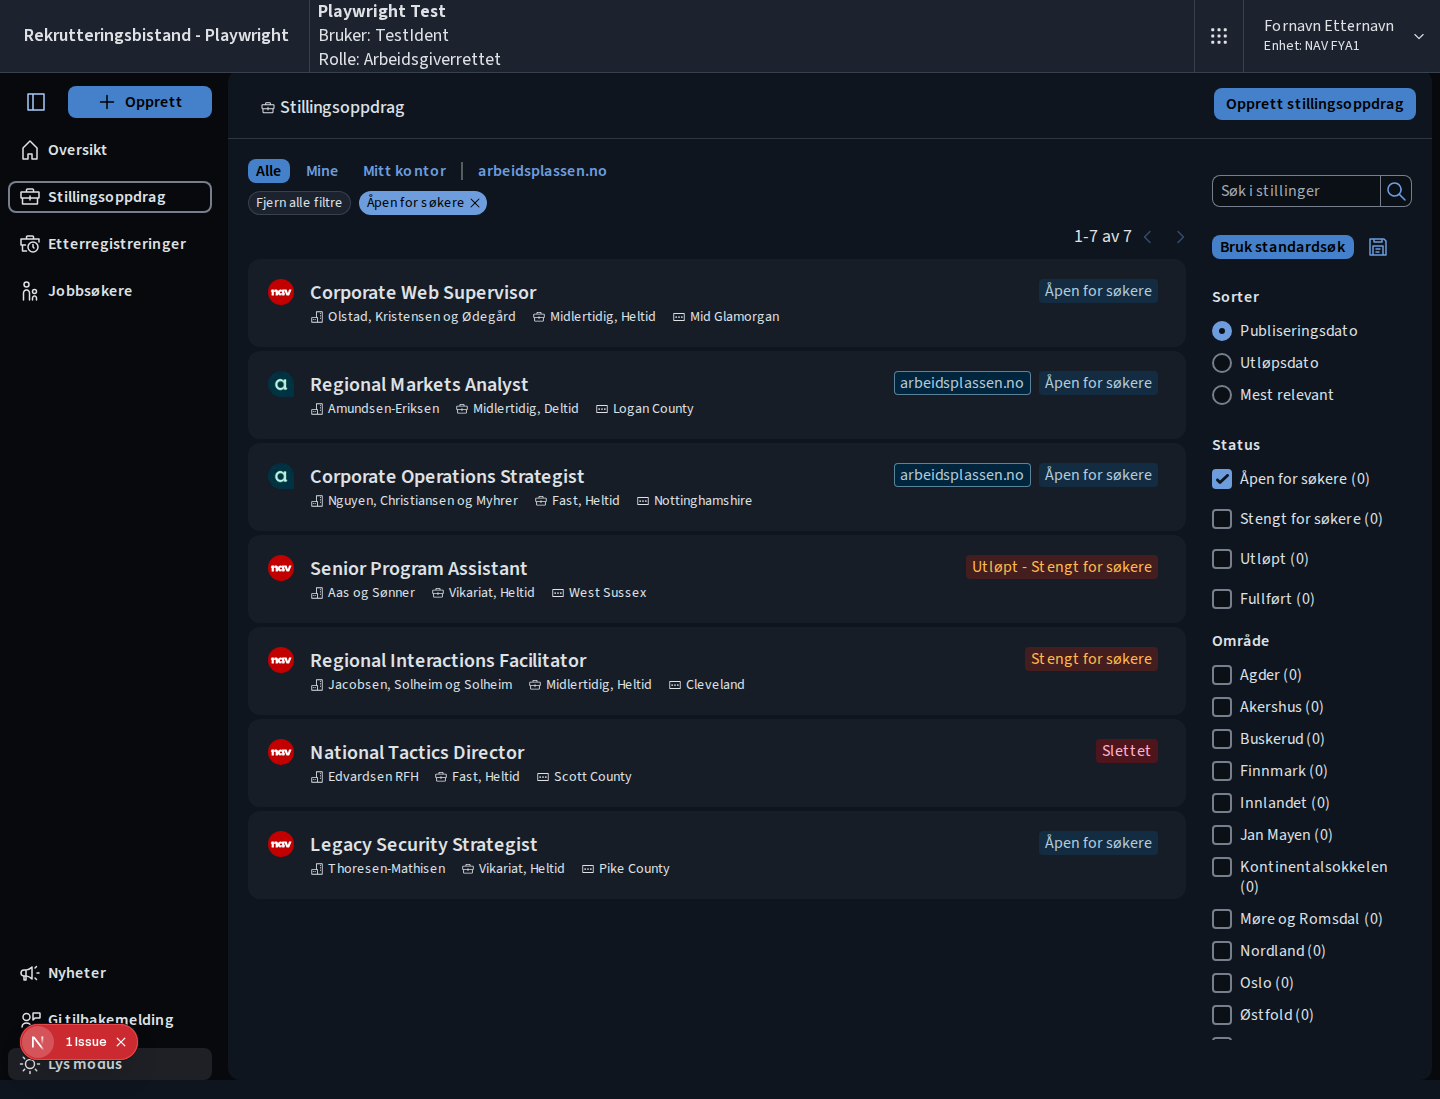 Rekrutteringsbistand - Playwright
Playwright Test
Bruker: TestIdent
Rolle: Arbeidsgiverrettet
Fornavn Etternavn
Enhet: NAV FYA1
Opprett
Oversikt
Stillingsoppdrag
Etterregistreringer
Jobbsøkere
Nyheter
Gi tilbakemelding
1 Issue
Lys modus
Stillingsoppdrag
Opprett stillingsoppdrag
Alle
Mine
Mitt kontor
arbeidsplassen.no
Fjern alle filtre
Åpen for søkere
1-7 av 7
nav
Corporate Web Supervisor
Åpen for søkere
Olstad, Kristensen og Ødegård
Midlertidig, Heltid
Mid Glamorgan
a
Regional Markets Analyst
arbeidsplassen.no
Åpen for søkere
Amundsen-Eriksen
Midlertidig, Deltid
Logan County
a
Corporate Operations Strategist
arbeidsplassen.no
Åpen for søkere
Nguyen, Christiansen og Myhrer
Fast, Heltid
Nottinghamshire
nav
Senior Program Assistant
Utløpt - Stengt for søkere
Aas og Sønner
Vikariat, Heltid
West Sussex
nav
Regional Interactions Facilitator
Stengt for søkere
Jacobsen, Solheim og Solheim
Midlertidig, Heltid
Cleveland
nav
National Tactics Director
Slettet
Edvardsen RFH
Fast, Heltid
Scott County
nav
Legacy Security Strategist
Åpen for søkere
Thoresen-Mathisen
Vikariat, Heltid
Pike County
Søk i stillinger
Bruk standardsøk
Sorter
Publiseringsdato
Utløpsdato
Mest relevant
Status
Åpen for søkere (0)
Stengt for søkere (0)
Utløpt (0)
Fullført (0)
Område
Agder (0)
Akershus (0)
Buskerud (0)
Finnmark (0)
Innlandet (0)
Jan Mayen (0)
Kontinentalsokkelen
(0)
Møre og Romsdal (0)
Nordland (0)
Oslo (0)
Østfold (0)